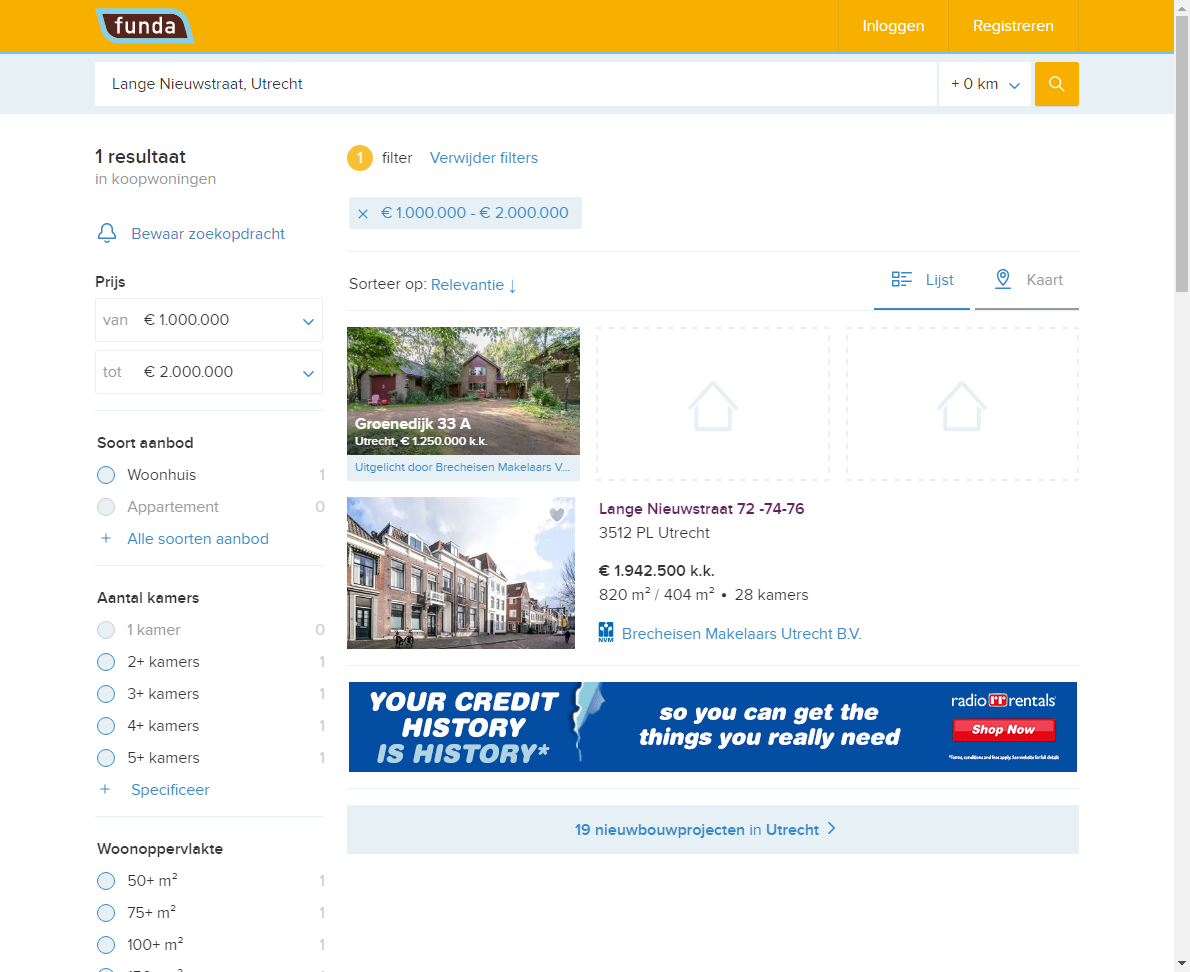 funda
Inloggen
Registreren
Lange Nieuwstraat, Utrecht
+ 0 km
1 resultaat
in koopwoningen
Bewaar zoekopdracht
Prijs
van € 1.000.000
tot € 2.000.000
Soort aanbod
Woonhuis 1
Appartement 0
+ Alle soorten aanbod
Aantal kamers
1 kamer 0
2+ kamers 1
3+ kamers 1
4+ kamers 1
5+ kamers 1
+ Specificeer
Woonoppervlakte
50+ m² 1
75+ m² 1
100+ m² 1
1 filter Verwijder filters
× € 1.000.000 - € 2.000.000
Sorteer op: Relevantie ↓
Lijst
Kaart
Groenedijk 33 A
Utrecht, € 1.250.000 k.k.
Uitgelicht door Brecheisen Makelaars V...
Lange Nieuwstraat 72 -74-76
3512 PL Utrecht
€ 1.942.500 k.k.
820 m² / 404 m² • 28 kamers
NVM Brecheisen Makelaars Utrecht B.V.
YOUR CREDIT
HISTORY
IS HISTORY*
so you can get the
things you really need
radio rr rentals
Shop Now
*Terms, conditions and fees apply. See website for full details
19 nieuwbouwprojecten in Utrecht >